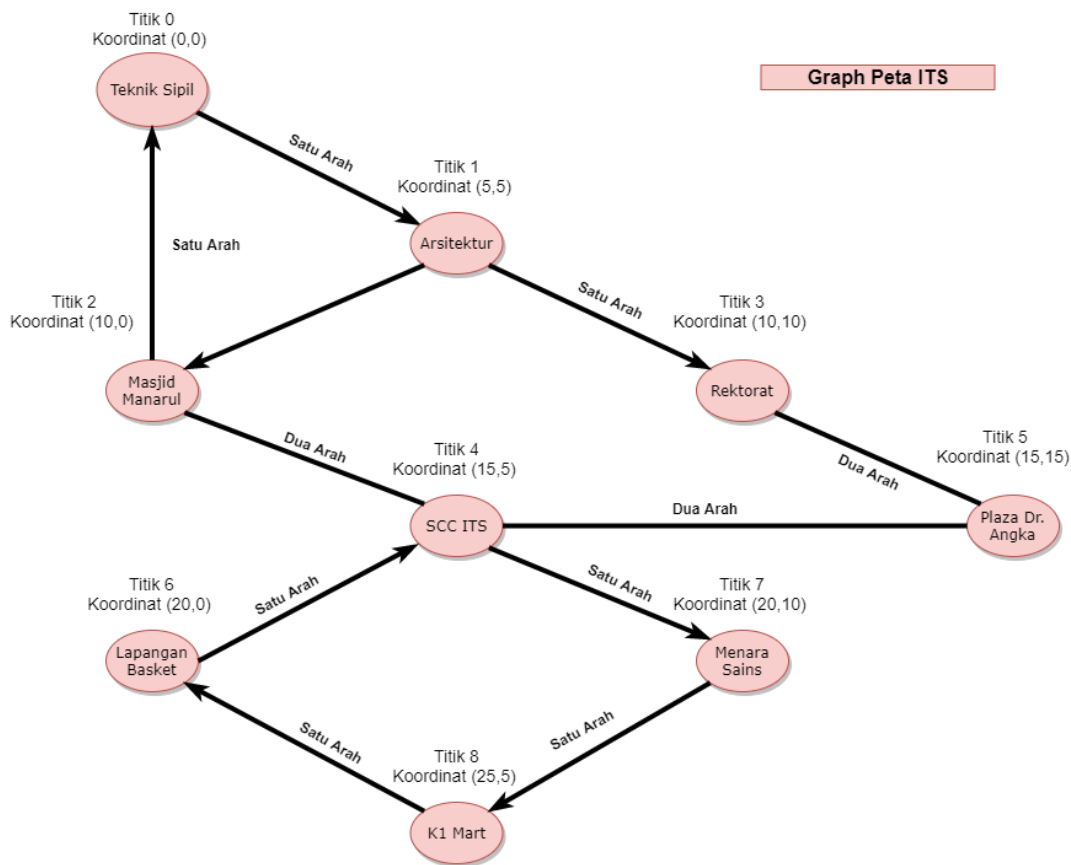 Titik 0
Koordinat (0,0)
Teknik Sipil
Graph Peta ITS
Satu Arah
Titik 1
Koordinat (5,5)
Arsitektur
Satu Arah
Titik 2
Koordinat (10,0)
Satu Arah
Titik 3
Koordinat (10,10)
Masjid
Manarul
Rektorat
Dua Arah
Titik 4
Koordinat (15,5)
Dua Arah
Titik 5
Koordinat (15,15)
SCC ITS
Dua Arah
Plaza Dr.
Angka
Titik 6
Koordinat (20,0)
Satu Arah
Satu Arah
Titik 7
Koordinat (20,10)
Lapangan
Basket
Menara
Sains
Satu Arah
Satu Arah
Titik 8
Koordinat (25,5)
K1 Mart